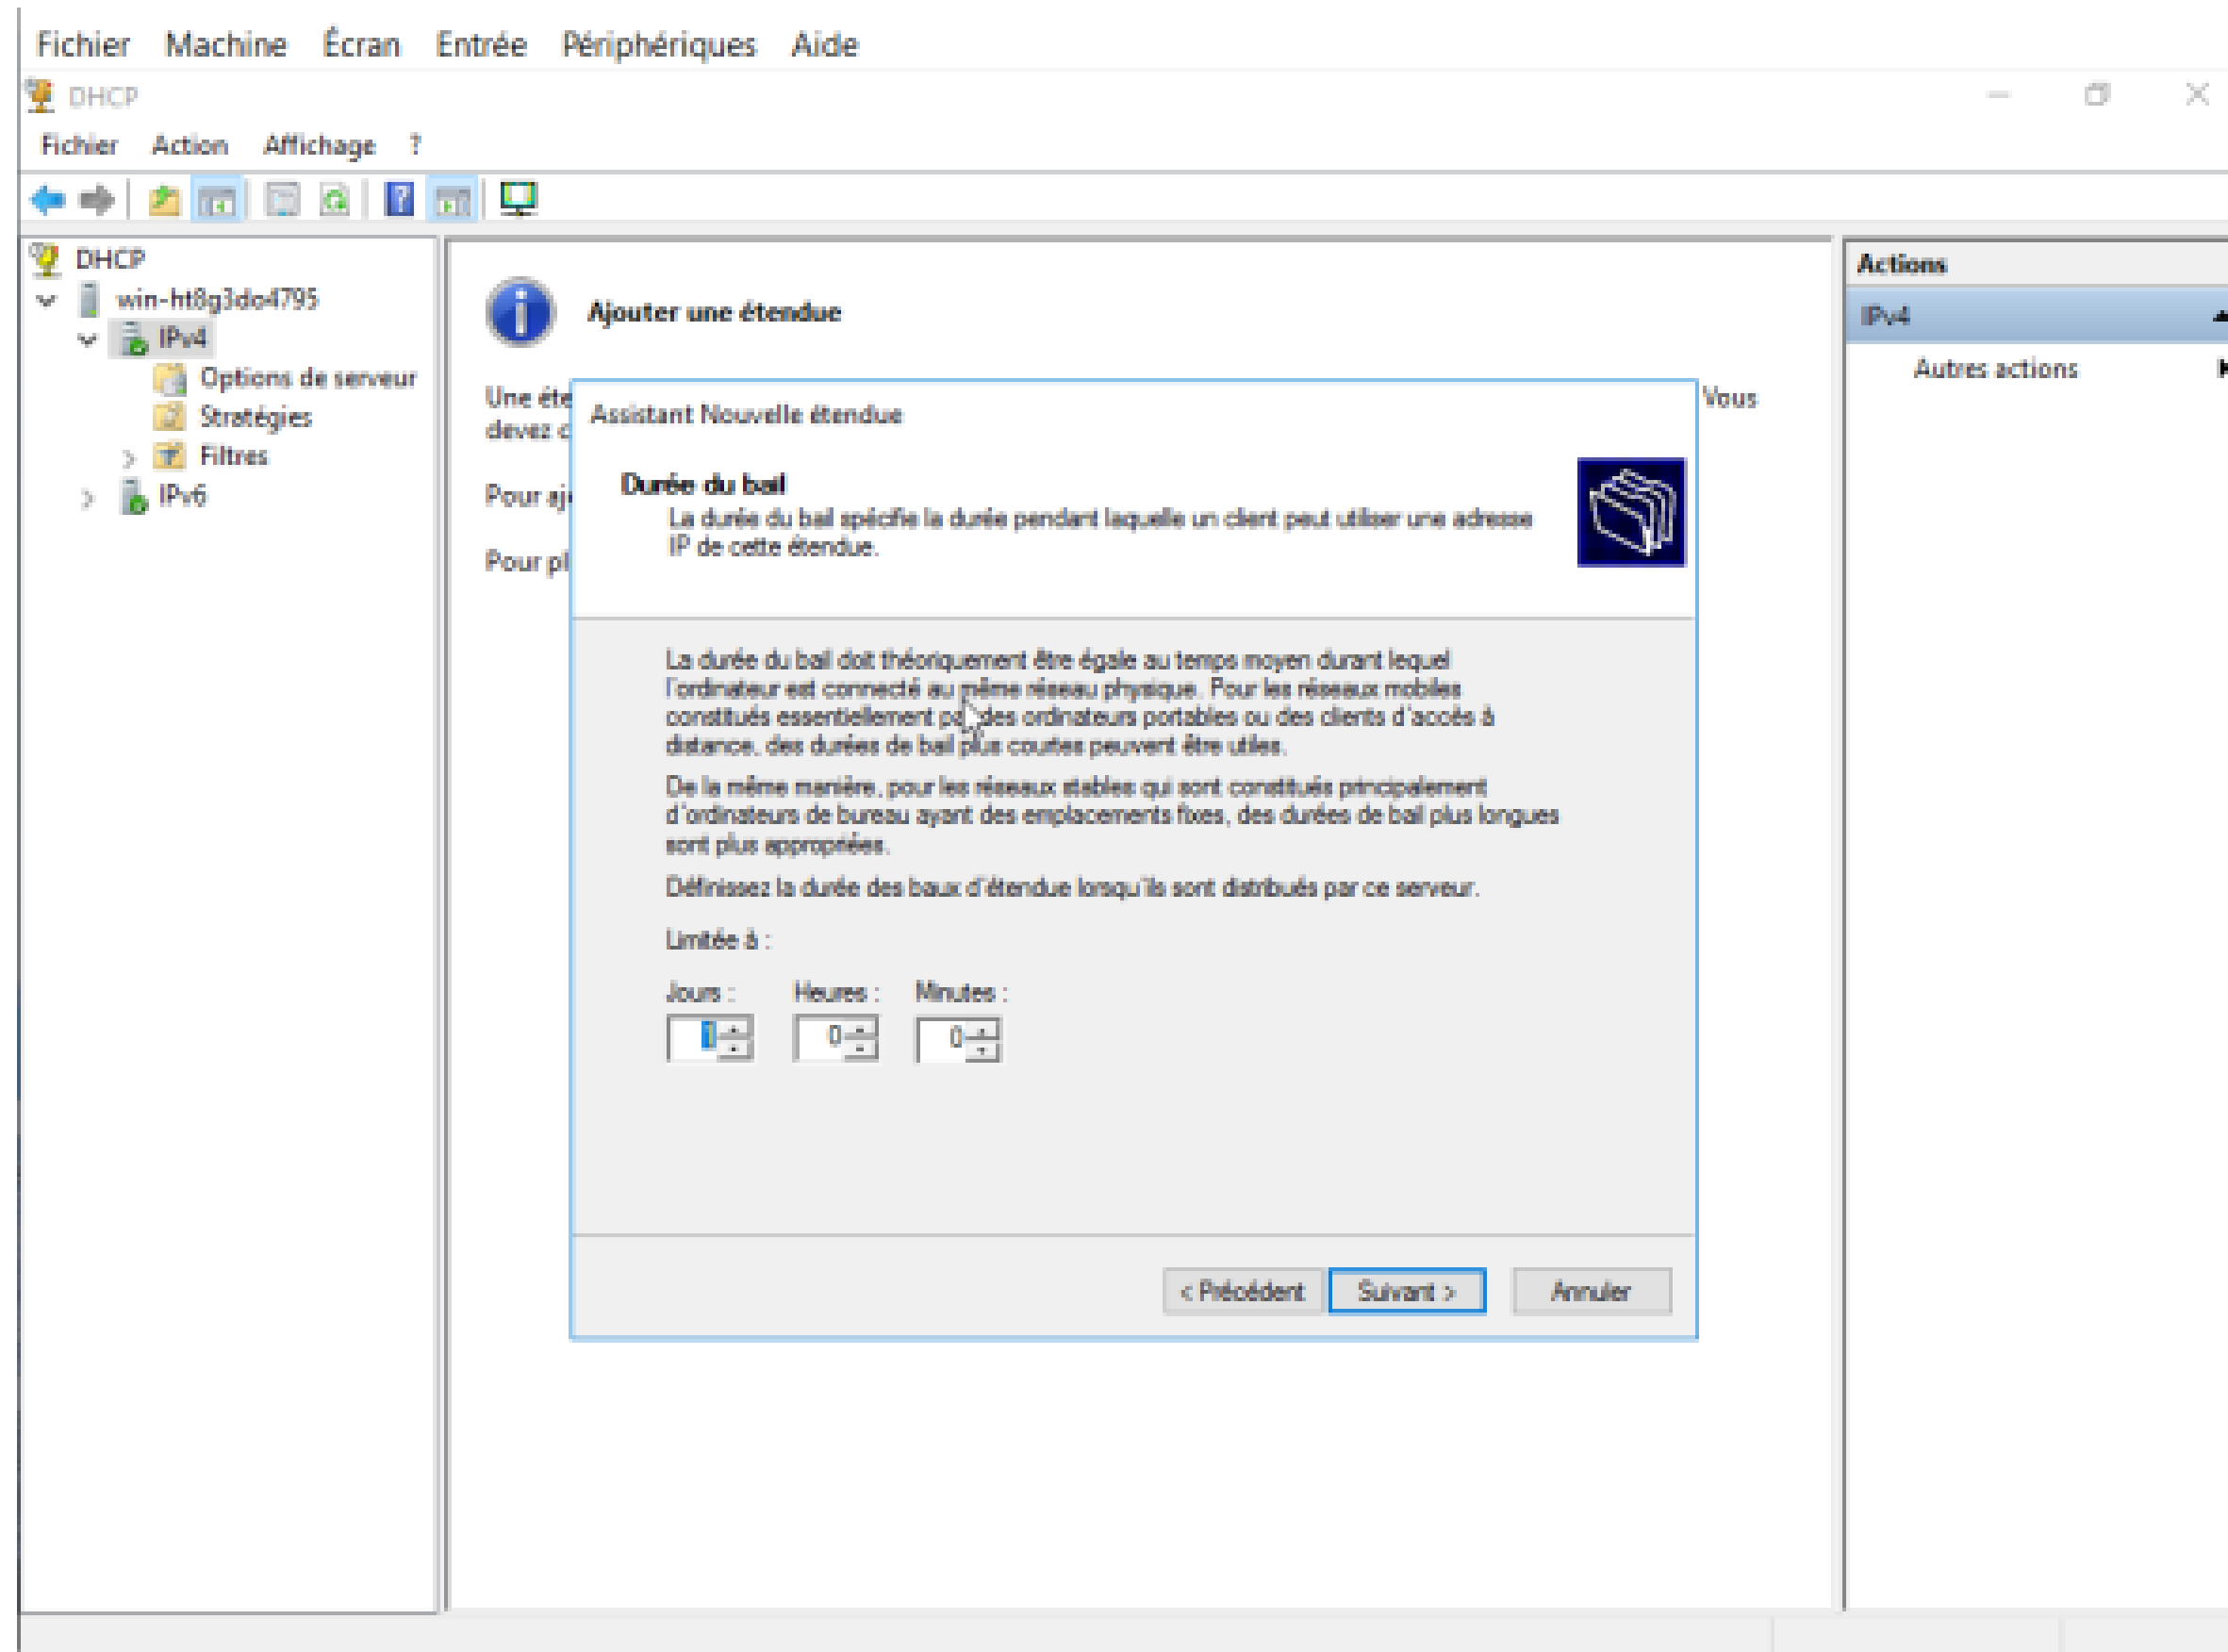 Fichier Machine Écran Entrée Périphériques Aide
DHCP
Fichier Action Affichage ?
DHCP
win-ht8g3do4795
IPv4
Options de serveur
Stratégies
Filtres
IPv6
Ajouter une étendue
Une éte
Vous
devez c
Pour aj
Pour pl
Assistant Nouvelle étendue
Durée du bail
La durée du bail spécifie la durée pendant laquelle un client peut utiliser une adresse
IP de cette étendue.
La durée du bail doit théoriquement être égale au temps moyen durant lequel
l'ordinateur est connecté au même réseau physique. Pour les réseaux mobiles
constitués essentiellement par des ordinateurs portables ou des clients d'accès à
distance, des durées de bail plus courtes peuvent être utiles.
De la même manière, pour les réseaux stables qui sont constitués principalement
d'ordinateurs de bureau ayant des emplacements fixes, des durées de bail plus longues
sont plus appropriées.
Définissez la durée des baux d'étendue lorsqu'ils sont distribués par ce serveur.
Limitée à :
Jours : Heures : Minutes :
0 0
< Précédent Suivant > Annuler
Actions
IPv4
Autres actions